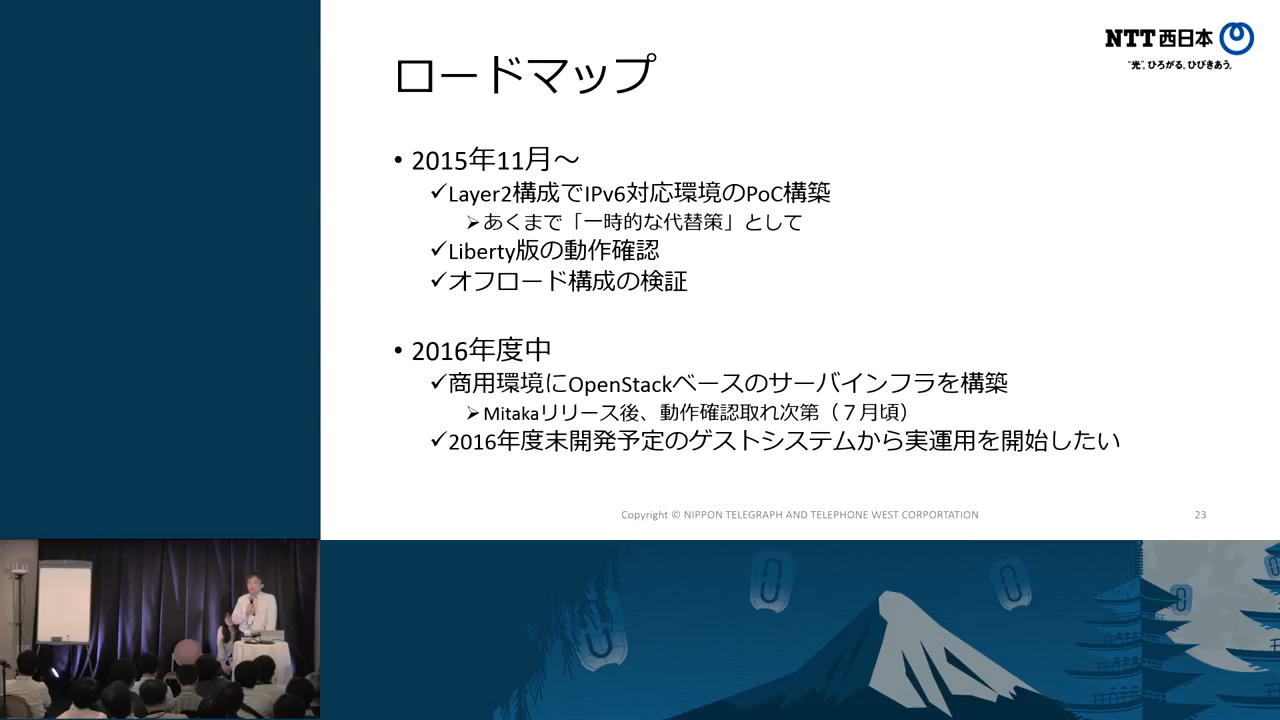 NTT西日本
“光”、ひろがる。ひびきあう。
ロードマップ
• 2015年11月～
✓Layer2構成でIPv6対応環境のPoC構築
➢あくまで「一時的な代替策」として
✓Liberty版の動作確認
✓オフロード構成の検証
• 2016年度中
✓商用環境にOpenStackベースのサーバインフラを構築
➢Mitakaリリース後、動作確認取れ次第（７月頃）
✓2016年度末開発予定のゲストシステムから実運用を開始したい
Copyright © NIPPON TELEGRAPH AND TELEPHONE WEST CORPORTATION
23